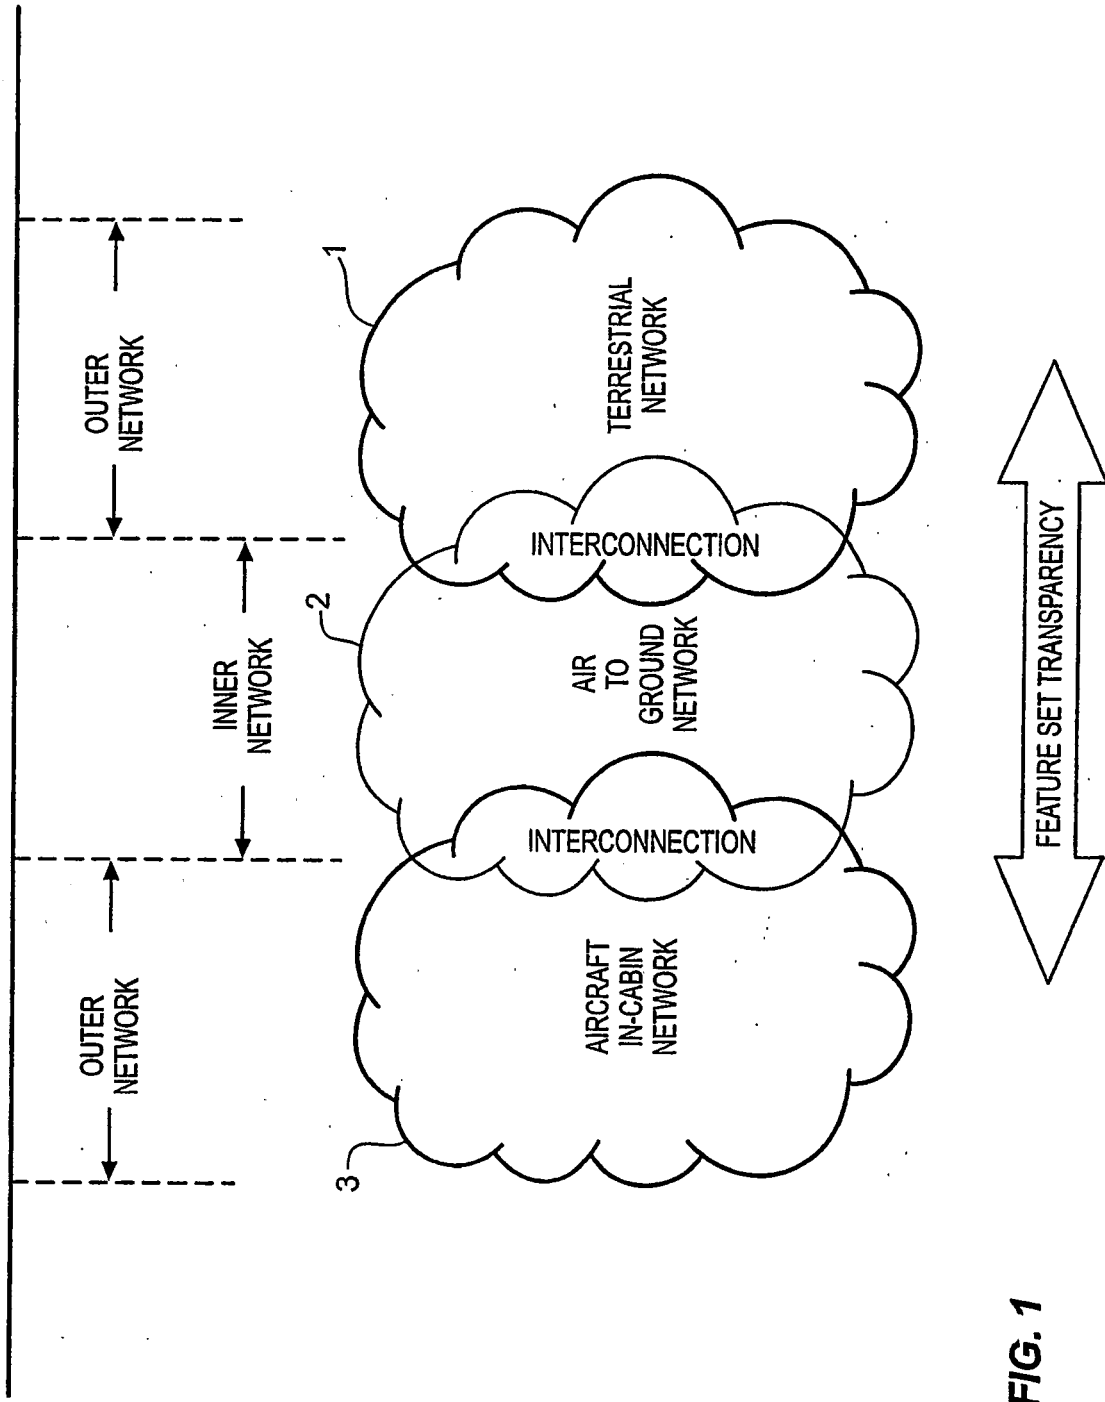 OUTER
NETWORK
INNER
NETWORK
OUTER
NETWORK
3
2
1
AIRCRAFT
IN-CABIN
NETWORK
INTERCONNECTION
AIR
TO
GROUND
NETWORK
INTERCONNECTION
TERRESTRIAL
NETWORK
FEATURE SET TRANSPARENCY
FIG. 1